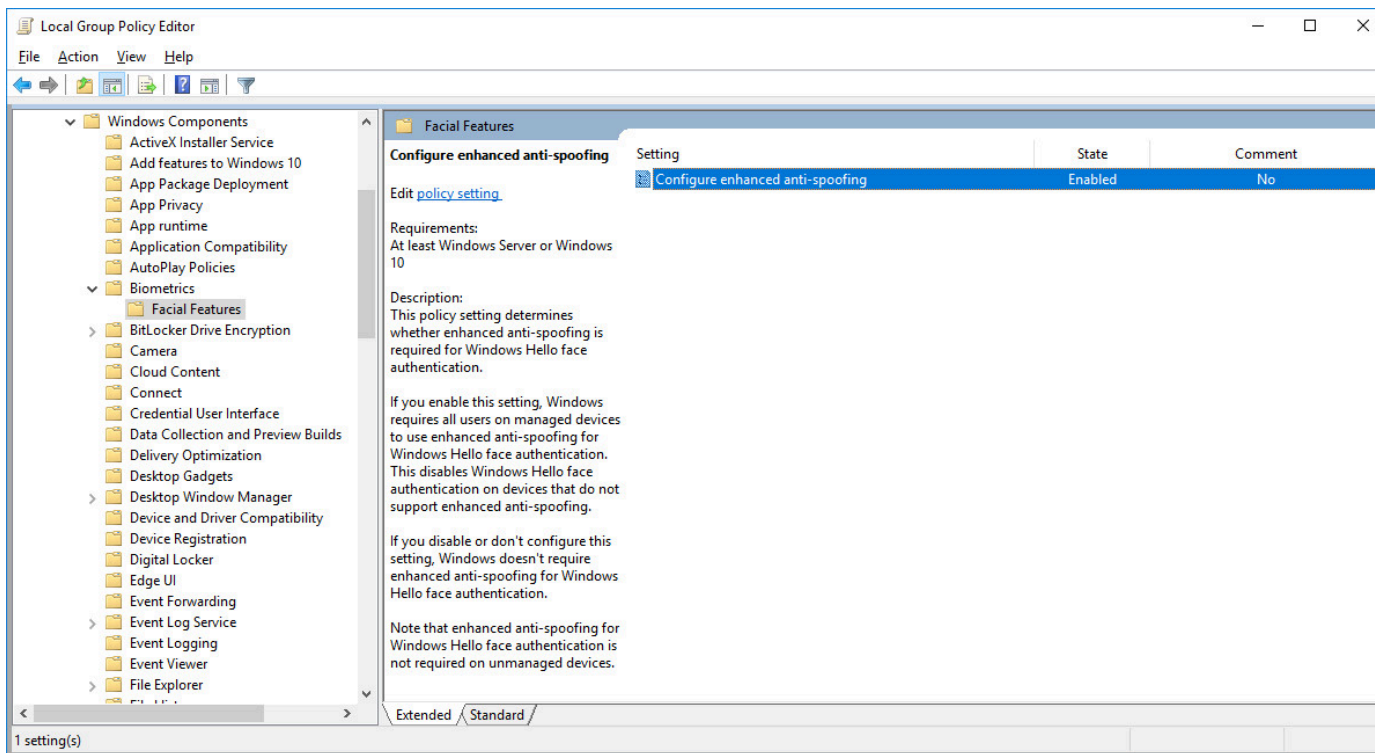 Local Group Policy Editor
File Action View Help
Windows Components
ActiveX Installer Service
Add features to Windows 10
App Package Deployment
App Privacy
App runtime
Application Compatibility
AutoPlay Policies
Biometrics
Facial Features
BitLocker Drive Encryption
Camera
Cloud Content
Connect
Credential User Interface
Data Collection and Preview Builds
Delivery Optimization
Desktop Gadgets
Desktop Window Manager
Device and Driver Compatibility
Device Registration
Digital Locker
Edge UI
Event Forwarding
Event Log Service
Event Logging
Event Viewer
File Explorer
Facial Features
Configure enhanced anti-spoofing
Edit policy setting
Requirements:
At least Windows Server or Windows
10
Description:
This policy setting determines
whether enhanced anti-spoofing is
required for Windows Hello face
authentication.
If you enable this setting, Windows
requires all users on managed devices
to use enhanced anti-spoofing for
Windows Hello face authentication.
This disables Windows Hello face
authentication on devices that do not
support enhanced anti-spoofing.
If you disable or don't configure this
setting, Windows doesn't require
enhanced anti-spoofing for Windows
Hello face authentication.
Note that enhanced anti-spoofing for
Windows Hello face authentication is
not required on unmanaged devices.
Setting State Comment
Configure enhanced anti-spoofing Enabled No
Extended Standard
1 setting(s)